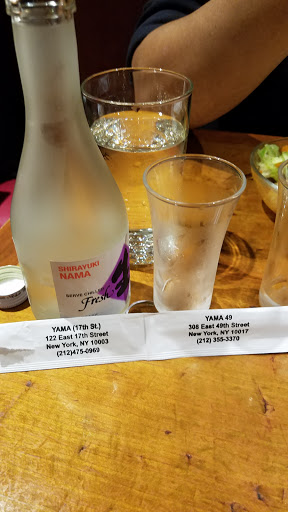 SHIRAYUKI
NAMA
SERVE CHILLED
Fresh
YAMA (17th St.)
122 East 17th Street
New York, NY 10003
(212)475-0969
YAMA 49
308 East 49th Street
New York, NY 10017
(212) 355-3370